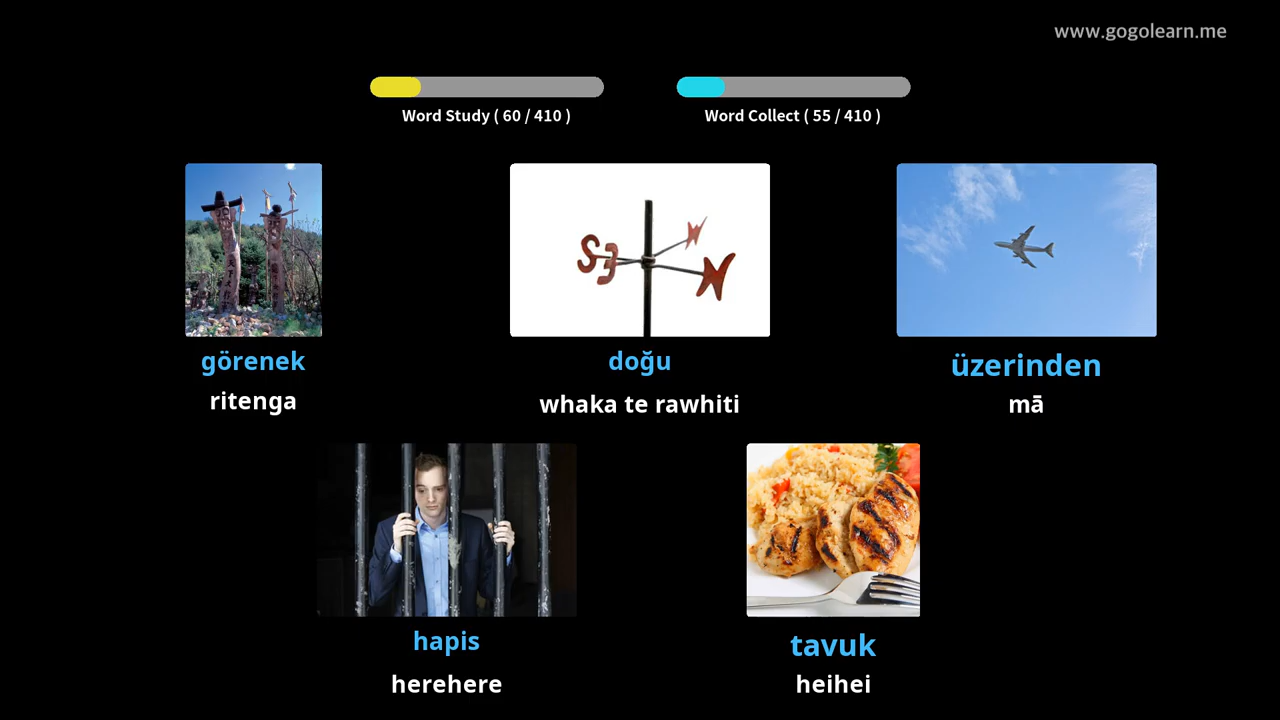 www.gogolearn.me
Word Study ( 60 / 410 )
Word Collect ( 55 / 410 )
S
E
N
W
görenek
doğu
üzerinden
ritenga
whaka te rawhiti
mā
hapis
tavuk
herehere
heihei